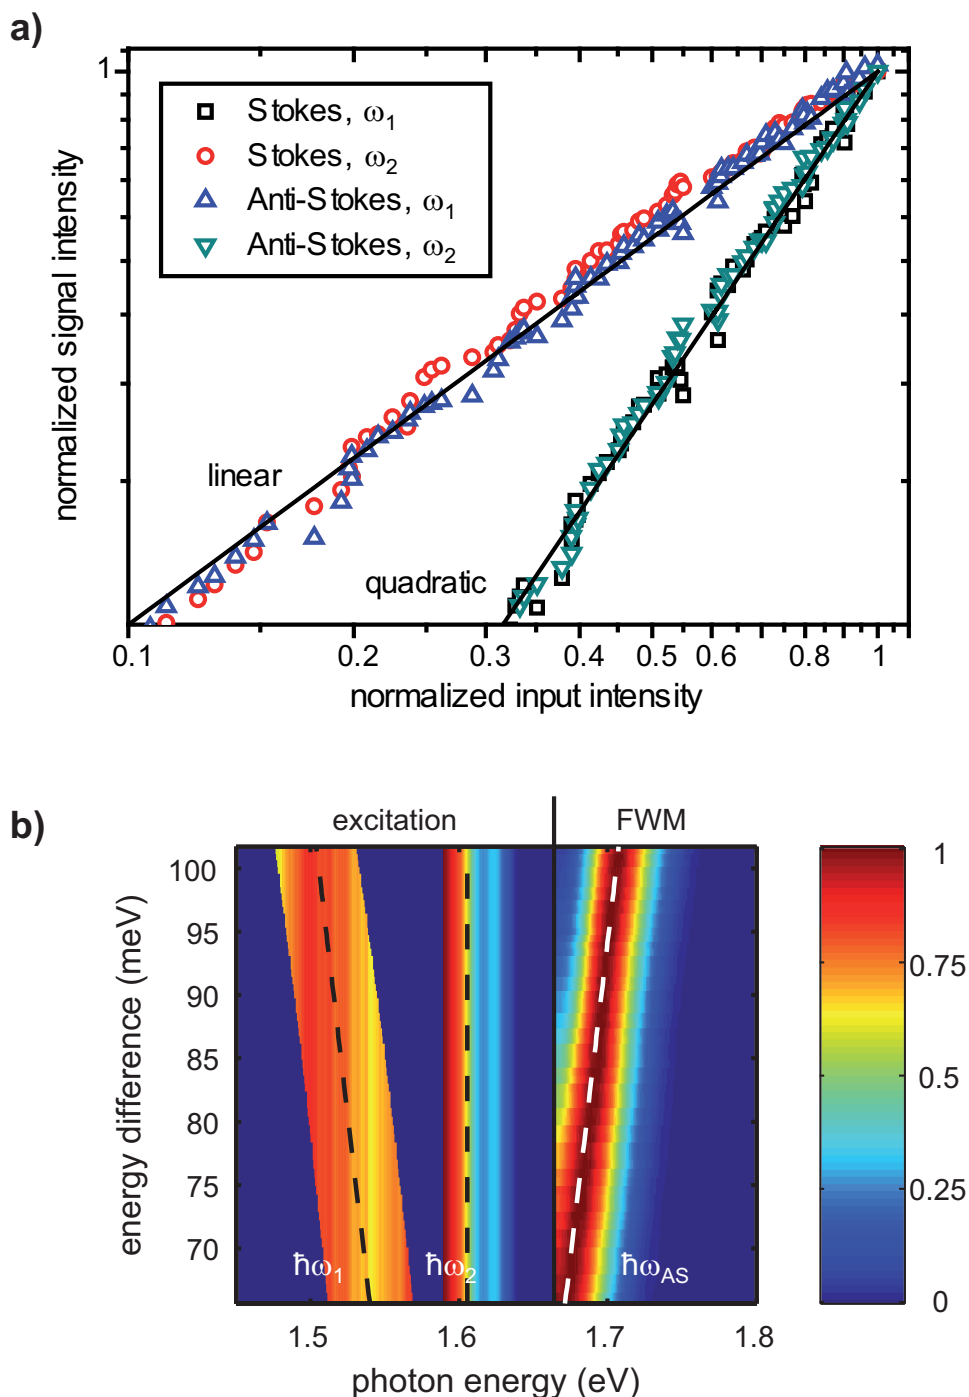 a)
1
Stokes, ω1
Stokes, ω2
Anti-Stokes, ω1
Anti-Stokes, ω2
normalized signal intensity
linear
quadratic
0.1 0.2 0.3 0.4 0.5 0.6 0.8 1
normalized input intensity
b)
excitation FWM
100
95
90
85
80
75
70
energy difference (meV)
ħω1 ħω2 ħωAS
1.5 1.6 1.7 1.8
photon energy (eV)
1
0.75
0.5
0.25
0